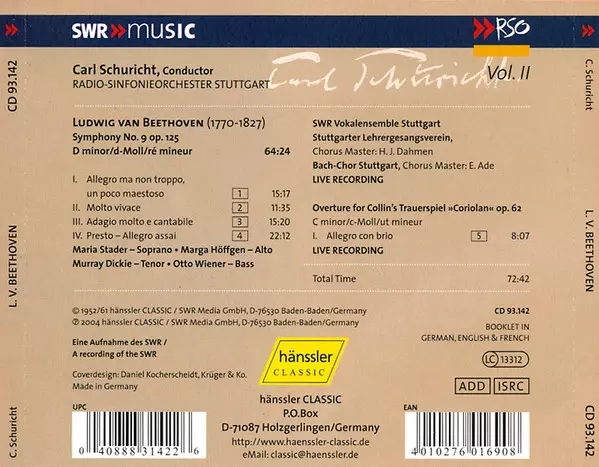 SWR»MUSIC
»RSO
Vol. II
Carl Schuricht
Carl Schuricht, Conductor
RADIO-SINFONIEORCHESTER STUTTGART
LUDWIG VAN BEETHOVEN (1770-1827)
Symphony No. 9 op. 125
D minor/d-Moll/ré mineur 64:24
I. Allegro ma non troppo,
un poco maestoso 1 15:17
II. Molto vivace 2 11:35
III. Adagio molto e cantabile 3 15:20
IV. Presto – Allegro assai 4 22:12
Maria Stader – Soprano • Marga Höffgen – Alto
Murray Dickie – Tenor • Otto Wiener – Bass
SWR Vokalensemble Stuttgart
Stuttgarter Lehrergesangsverein,
Chorus Master: H. J. Dahmen
Bach-Chor Stuttgart, Chorus Master: E. Ade
LIVE RECORDING
Overture for Collin's Trauerspiel »Coriolan« op. 62
C minor/c-Moll/ut mineur
I. Allegro con brio 5 8:07
LIVE RECORDING
Total Time 72:42
© 1952/61 hänssler CLASSIC / SWR Media GmbH, D-76530 Baden-Baden/Germany
℗ 2004 hänssler CLASSIC / SWR Media GmbH, D-76530 Baden-Baden/Germany
Eine Aufnahme des SWR /
A recording of the SWR
Coverdesign: Daniel Kocherscheidt, Krüger & Ko.
Made in Germany
hänssler
CLASSIC
hänssler CLASSIC
P.O.Box
D-71087 Holzgerlingen/Germany
http://www.haenssler-classic.de
eMail: classic@haenssler.de
CD 93.142
BOOKLET IN
GERMAN, ENGLISH & FRENCH
LC 13312
ADD ISRC
UPC
0 40888 31422 6
EAN
4 010276 016908
» CD 93.142 L. V. BEETHOVEN C. Schuricht
» C. Schuricht L. V. BEETHOVEN CD 93.142